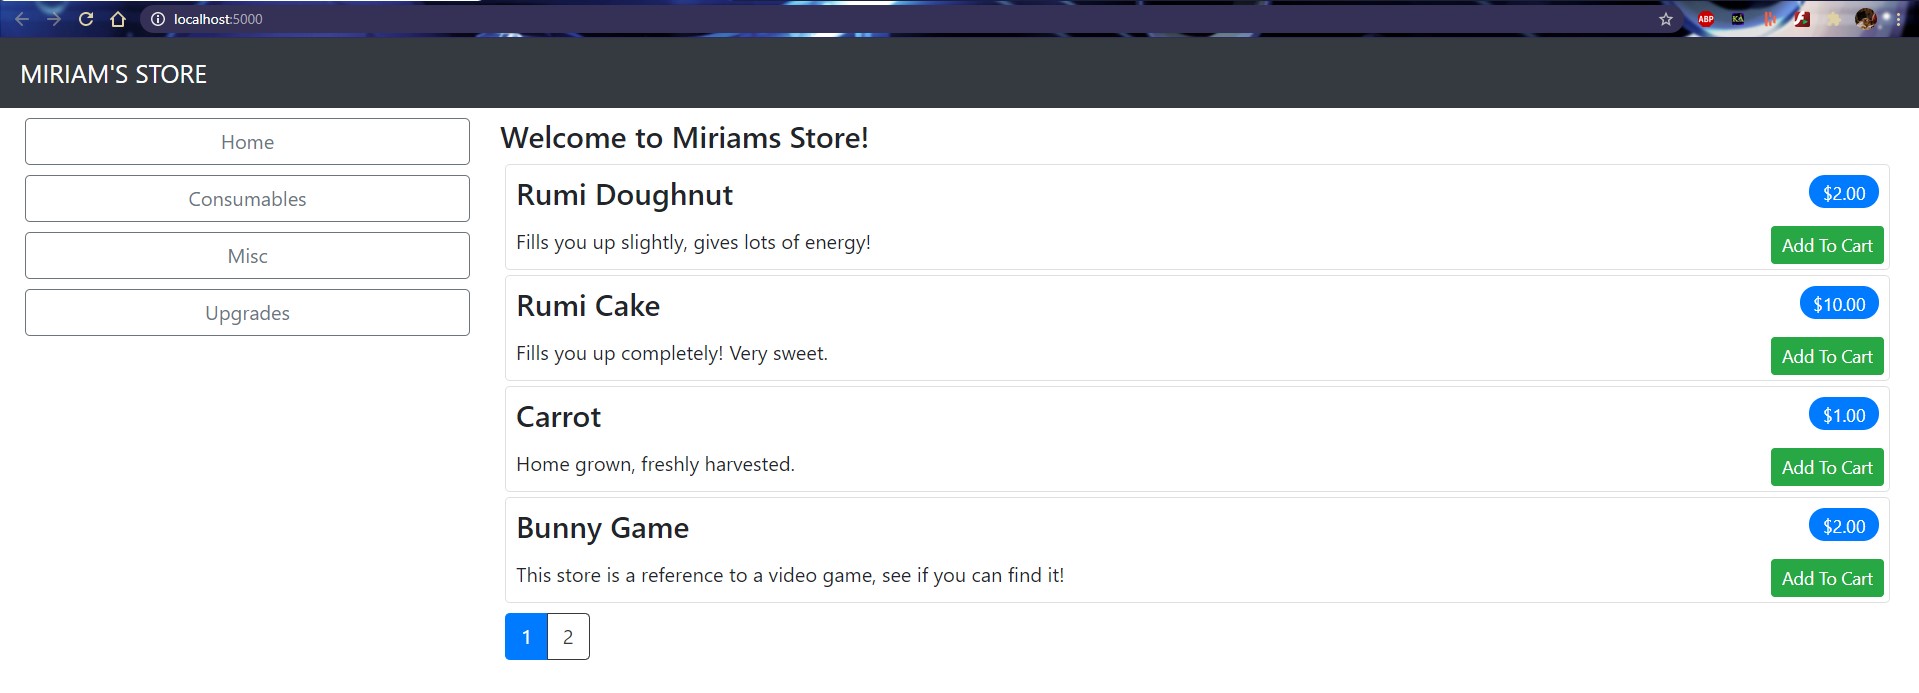 localhost:5000
ABP
KA
MIRIAM'S STORE
Home
Consumables
Misc
Upgrades
Welcome to Miriams Store!
Rumi Doughnut
$2.00
Fills you up slightly, gives lots of energy!
Add To Cart
Rumi Cake
$10.00
Fills you up completely! Very sweet.
Add To Cart
Carrot
$1.00
Home grown, freshly harvested.
Add To Cart
Bunny Game
$2.00
This store is a reference to a video game, see if you can find it!
Add To Cart
1 2